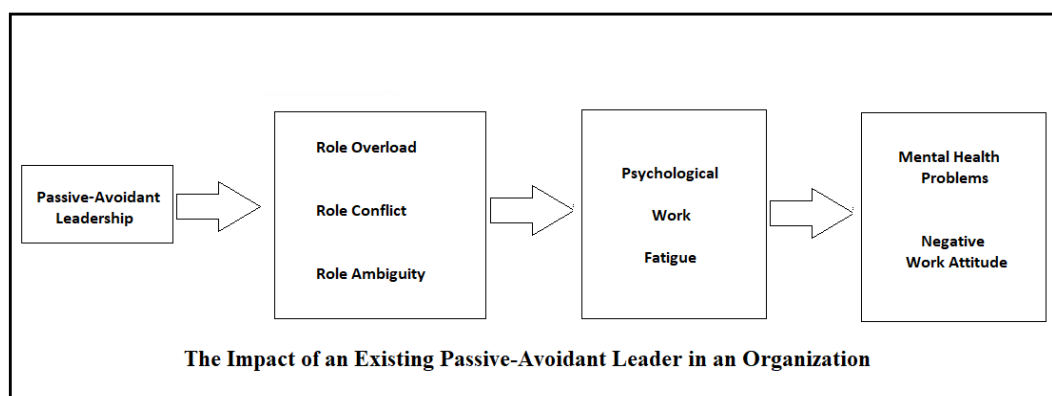 Passive-Avoidant
Leadership
Role Overload
Role Conflict
Role Ambiguity
Psychological
Work
Fatigue
Mental Health
Problems
Negative
Work Attitude
The Impact of an Existing Passive-Avoidant Leader in an Organization